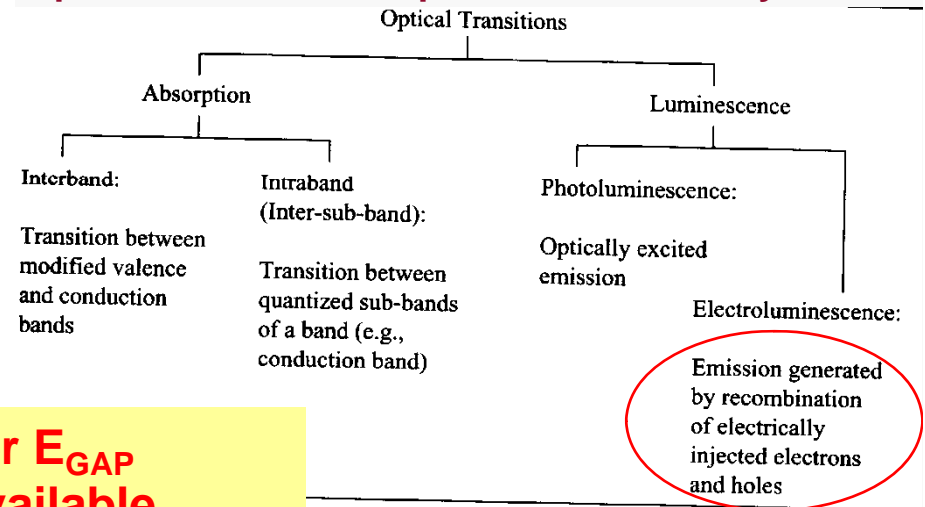 Optical Transitions
Absorption
Luminescence
Interband:
Transition between
modified valence
and conduction
bands
Intraband
(Inter-sub-band):
Transition between
quantized sub-bands
of a band (e.g.,
conduction band)
Photoluminescence:
Optically excited
emission
Electroluminescence:
Emission generated
by recombination
of electrically
injected electrons
and holes
r E_GAP